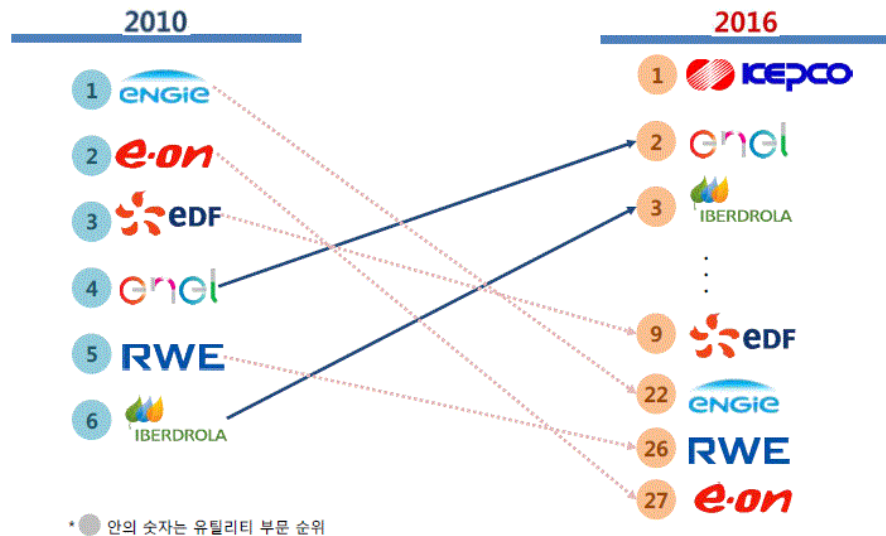 2010
2016
1 ENGIE
2 e·on
3 eDF
4 enel
5 RWE
6 IBERDROLA
1 KEPCO
2 enel
3 IBERDROLA
9 eDF
22 ENGIE
26 RWE
27 e·on
* 안의 숫자는 유틸리티 부문 순위